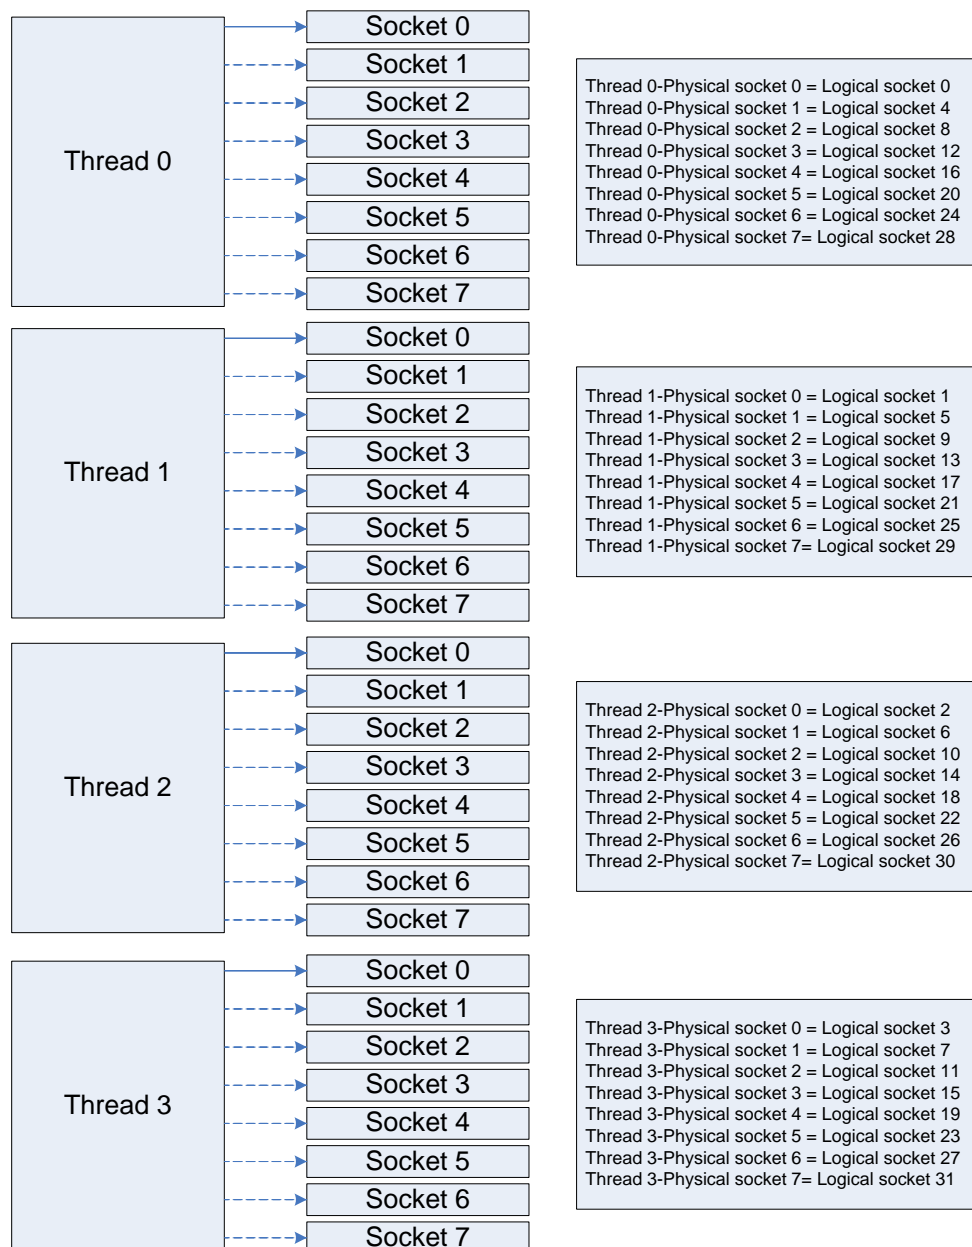 Thread 0
Socket 0
Socket 1
Socket 2
Socket 3
Socket 4
Socket 5
Socket 6
Socket 7
Thread 0-Physical socket 0 = Logical socket 0
Thread 0-Physical socket 1 = Logical socket 4
Thread 0-Physical socket 2 = Logical socket 8
Thread 0-Physical socket 3 = Logical socket 12
Thread 0-Physical socket 4 = Logical socket 16
Thread 0-Physical socket 5 = Logical socket 20
Thread 0-Physical socket 6 = Logical socket 24
Thread 0-Physical socket 7= Logical socket 28
Thread 1
Socket 0
Socket 1
Socket 2
Socket 3
Socket 4
Socket 5
Socket 6
Socket 7
Thread 1-Physical socket 0 = Logical socket 1
Thread 1-Physical socket 1 = Logical socket 5
Thread 1-Physical socket 2 = Logical socket 9
Thread 1-Physical socket 3 = Logical socket 13
Thread 1-Physical socket 4 = Logical socket 17
Thread 1-Physical socket 5 = Logical socket 21
Thread 1-Physical socket 6 = Logical socket 25
Thread 1-Physical socket 7= Logical socket 29
Thread 2
Socket 0
Socket 1
Socket 2
Socket 3
Socket 4
Socket 5
Socket 6
Socket 7
Thread 2-Physical socket 0 = Logical socket 2
Thread 2-Physical socket 1 = Logical socket 6
Thread 2-Physical socket 2 = Logical socket 10
Thread 2-Physical socket 3 = Logical socket 14
Thread 2-Physical socket 4 = Logical socket 18
Thread 2-Physical socket 5 = Logical socket 22
Thread 2-Physical socket 6 = Logical socket 26
Thread 2-Physical socket 7= Logical socket 30
Thread 3
Socket 0
Socket 1
Socket 2
Socket 3
Socket 4
Socket 5
Socket 6
Socket 7
Thread 3-Physical socket 0 = Logical socket 3
Thread 3-Physical socket 1 = Logical socket 7
Thread 3-Physical socket 2 = Logical socket 11
Thread 3-Physical socket 3 = Logical socket 15
Thread 3-Physical socket 4 = Logical socket 19
Thread 3-Physical socket 5 = Logical socket 23
Thread 3-Physical socket 6 = Logical socket 27
Thread 3-Physical socket 7= Logical socket 31